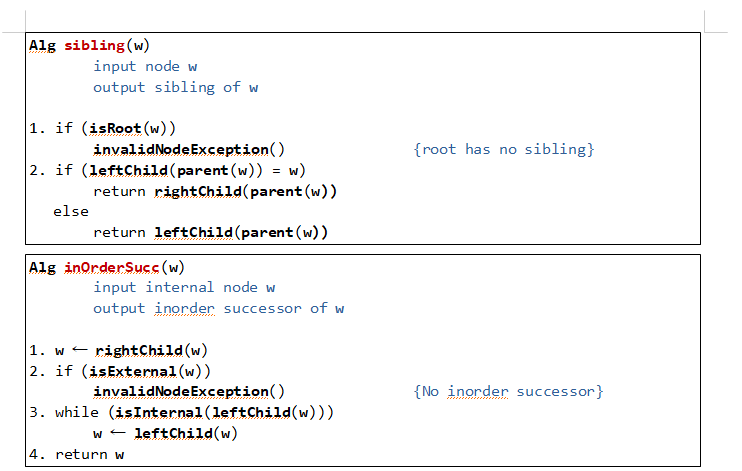 Alg sibling(w)
input node w
output sibling of w
1. if (isRoot(w))
invalidNodeException() {root has no sibling}
2. if (leftChild(parent(w)) = w)
return rightChild(parent(w))
else
return leftChild(parent(w))
Alg inOrderSucc(w)
input internal node w
output inorder successor of w
1. w ← rightChild(w)
2. if (isExternal(w))
invalidNodeException() {No inorder successor}
3. while (isInternal(leftChild(w)))
w ← leftChild(w)
4. return w